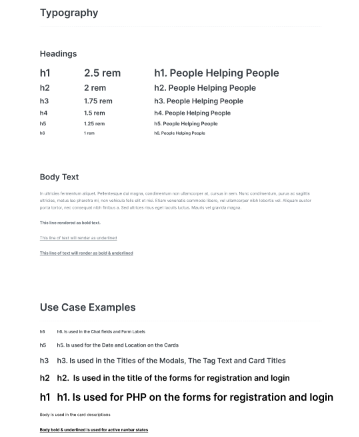 Typography
Headings
h1 2.5 rem h1. People Helping People
h2 2 rem h2. People Helping People
h3 1.75 rem h3. People Helping People
h4 1.5 rem h4. People Helping People
h5 1.25 rem h5. People Helping People
h6 1 rem h6. People Helping People
Body Text
This line rendered as bold text.
This line of text will render as underlined
This line of text will render as bold & underlined
Use Case Examples
h6 h6. Is used in the Chat fields and Form Labels
h5 h5. Is used for the Date and Location on the Cards
h3 h3. Is used in the Titles of the Modals, The Tag Text and Card Titles
h2 h2. Is used in the title of the forms for registration and login
h1 h1. Is used for PHP on the forms for registration and login
Body is used in the card descriptions
Body bold & underlined is used for active navbar states